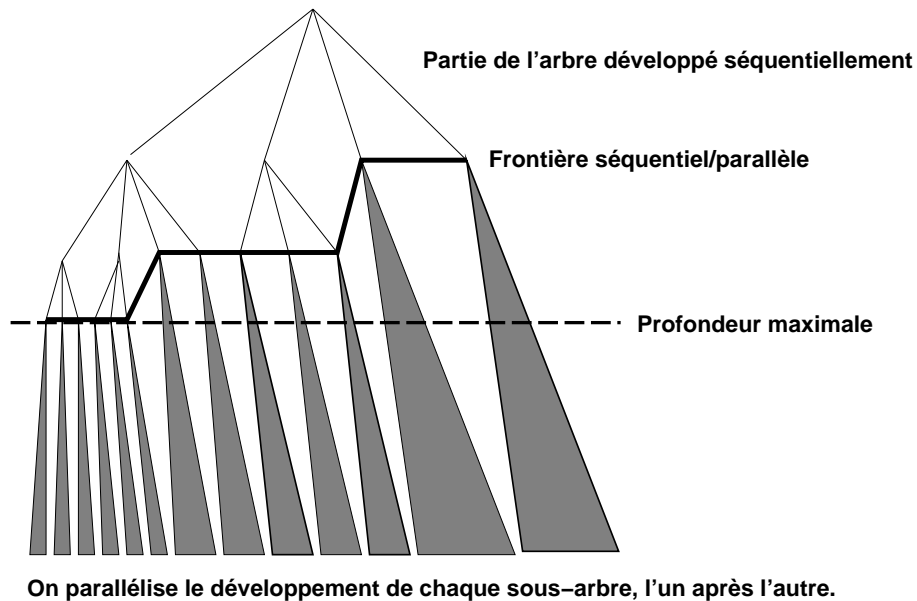 Partie de l'arbre développé séquentiellement
Frontière séquentiel/parallèle
Profondeur maximale
On parallélise le développement de chaque sous−arbre, l'un après l'autre.